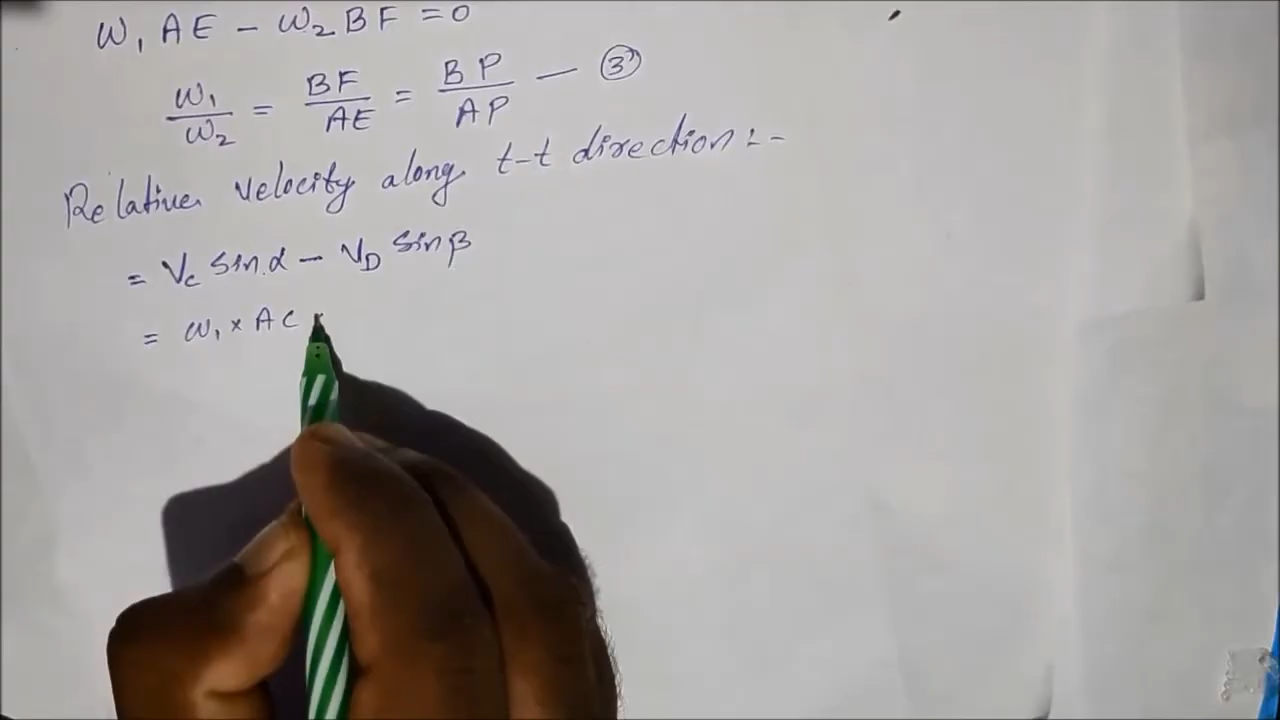 ω₁ AE - ω₂ BF = 0
ω₁/ω₂ = BF/AE = BP/AP — ③
Relative velocity along t-t direction :-
= V_C Sin α - V_D Sin β
= ω₁ × AC